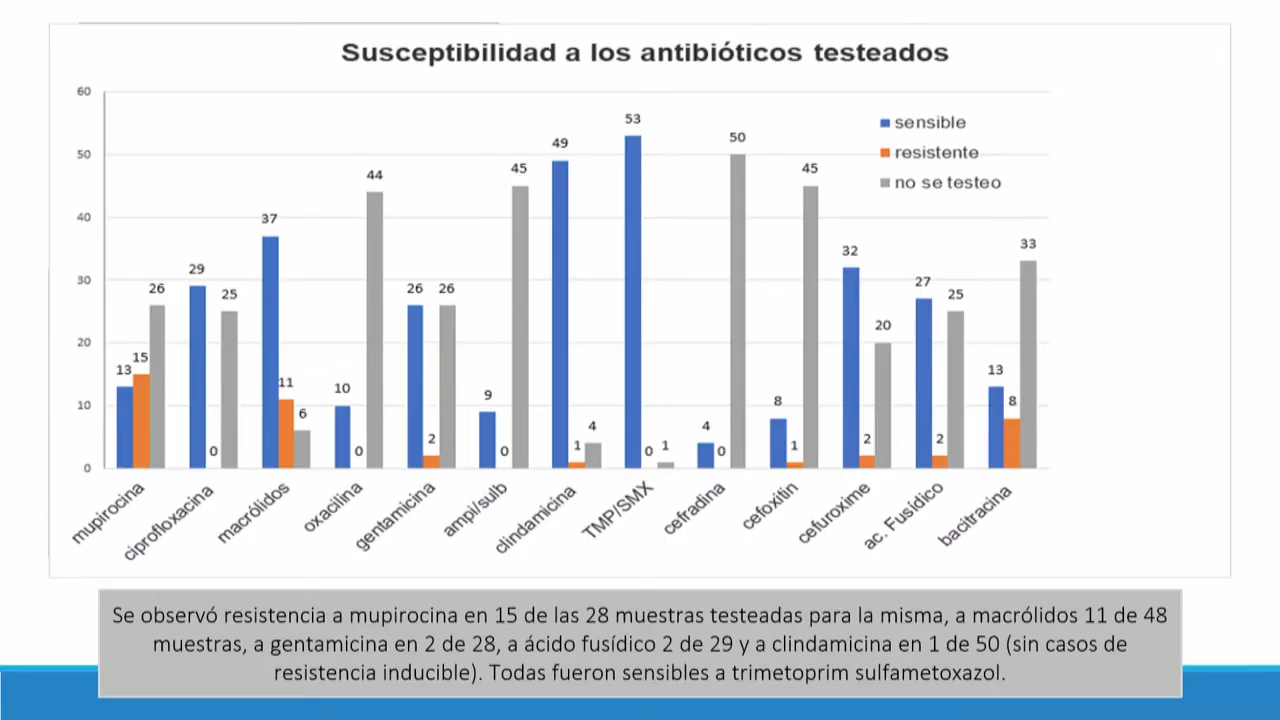 Susceptibilidad a los antibióticos testeados
60
50
40
30
20
10
0
sensible
resistente
no se testeo
13 15 26
29 0 25
37 11 6
10 0 44
26 2 26
9 0 45
49 1 4
53 0 1
4 0 50
8 1 45
32 2 20
27 2 25
13 8 33
mupirocina
ciprofloxacina
macrólidos
oxacilina
gentamicina
ampi/sulb
clindamicina
TMP/SMX
cefradina
cefoxitin
cefuroxime
ac. Fusídico
bacitracina
Se observó resistencia a mupirocina en 15 de las 28 muestras testeadas para la misma, a macrólidos 11 de 48
muestras, a gentamicina en 2 de 28, a ácido fusídico 2 de 29 y a clindamicina en 1 de 50 (sin casos de
resistencia inducible). Todas fueron sensibles a trimetoprim sulfametoxazol.